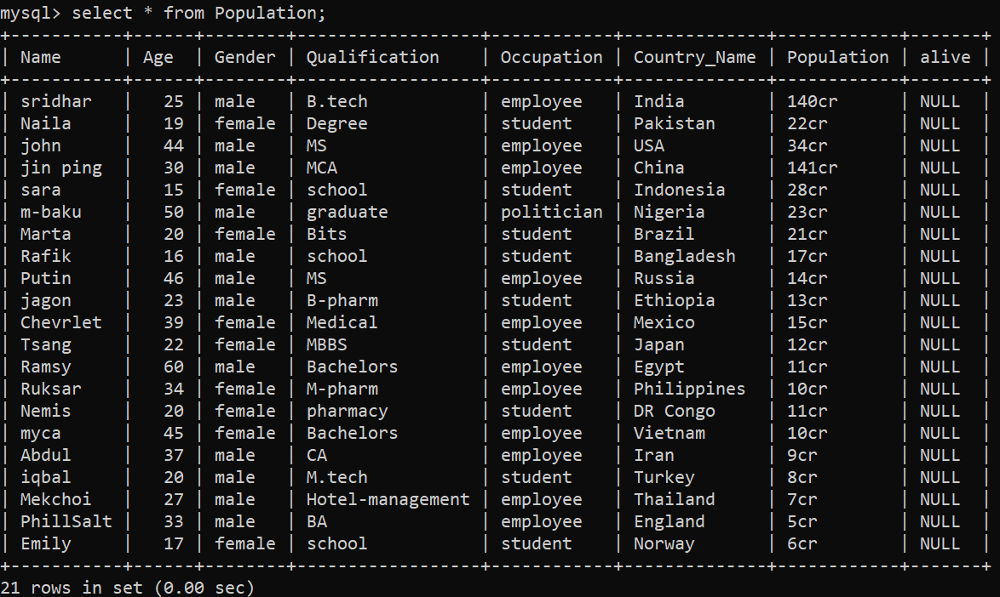 mysql> select * from Population;
+-----------+------+--------+------------------+------------+--------------+------------+-------+
| Name      | Age  | Gender | Qualification    | Occupation | Country_Name | Population | alive |
+-----------+------+--------+------------------+------------+--------------+------------+-------+
| sridhar   |   25 | male   | B.tech           | employee   | India        | 140cr      | NULL  |
| Naila     |   19 | female | Degree           | student    | Pakistan     | 22cr       | NULL  |
| john      |   44 | male   | MS               | employee   | USA          | 34cr       | NULL  |
| jin ping  |   30 | male   | MCA              | employee   | China        | 141cr      | NULL  |
| sara      |   15 | female | school           | student    | Indonesia    | 28cr       | NULL  |
| m-baku    |   50 | male   | graduate         | politician | Nigeria      | 23cr       | NULL  |
| Marta     |   20 | female | Bits             | student    | Brazil       | 21cr       | NULL  |
| Rafik     |   16 | male   | school           | student    | Bangladesh   | 17cr       | NULL  |
| Putin     |   46 | male   | MS               | employee   | Russia       | 14cr       | NULL  |
| jagon     |   23 | male   | B-pharm          | student    | Ethiopia     | 13cr       | NULL  |
| Chevrlet  |   39 | female | Medical          | employee   | Mexico       | 15cr       | NULL  |
| Tsang     |   22 | female | MBBS             | student    | Japan        | 12cr       | NULL  |
| Ramsy     |   60 | male   | Bachelors        | employee   | Egypt        | 11cr       | NULL  |
| Ruksar    |   34 | female | M-pharm          | employee   | Philippines  | 10cr       | NULL  |
| Nemis     |   20 | female | pharmacy         | student    | DR Congo     | 11cr       | NULL  |
| myca      |   45 | female | Bachelors        | employee   | Vietnam      | 10cr       | NULL  |
| Abdul     |   37 | male   | CA               | employee   | Iran         | 9cr        | NULL  |
| iqbal     |   20 | male   | M.tech           | student    | Turkey       | 8cr        | NULL  |
| Mekchoi   |   27 | male   | Hotel-management | employee   | Thailand     | 7cr        | NULL  |
| PhillSalt |   33 | male   | BA               | employee   | England      | 5cr        | NULL  |
| Emily     |   17 | female | school           | student    | Norway       | 6cr        | NULL  |
+-----------+------+--------+------------------+------------+--------------+------------+-------+
21 rows in set (0.00 sec)